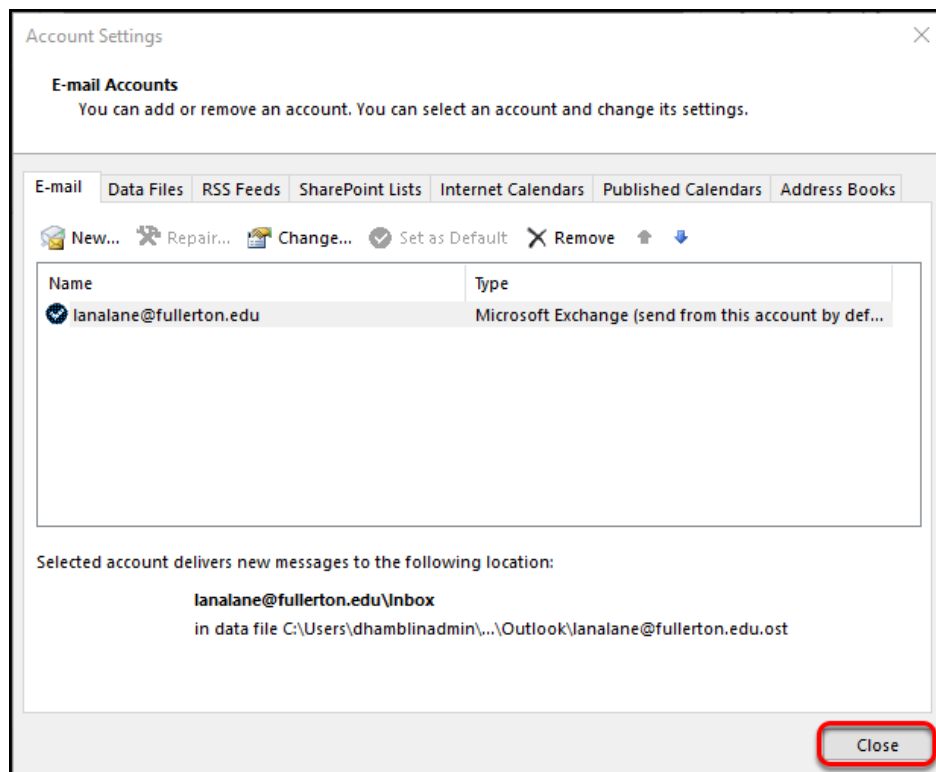 Account Settings
E-mail Accounts
You can add or remove an account. You can select an account and change its settings.
E-mail Data Files RSS Feeds SharePoint Lists Internet Calendars Published Calendars Address Books
New... Repair... Change... Set as Default Remove
Name Type
lanalane@fullerton.edu Microsoft Exchange (send from this account by def...
Selected account delivers new messages to the following location:
lanalane@fullerton.edu\Inbox
in data file C:\Users\dhamblinadmin\...\Outlook\lanalane@fullerton.edu.ost
Close